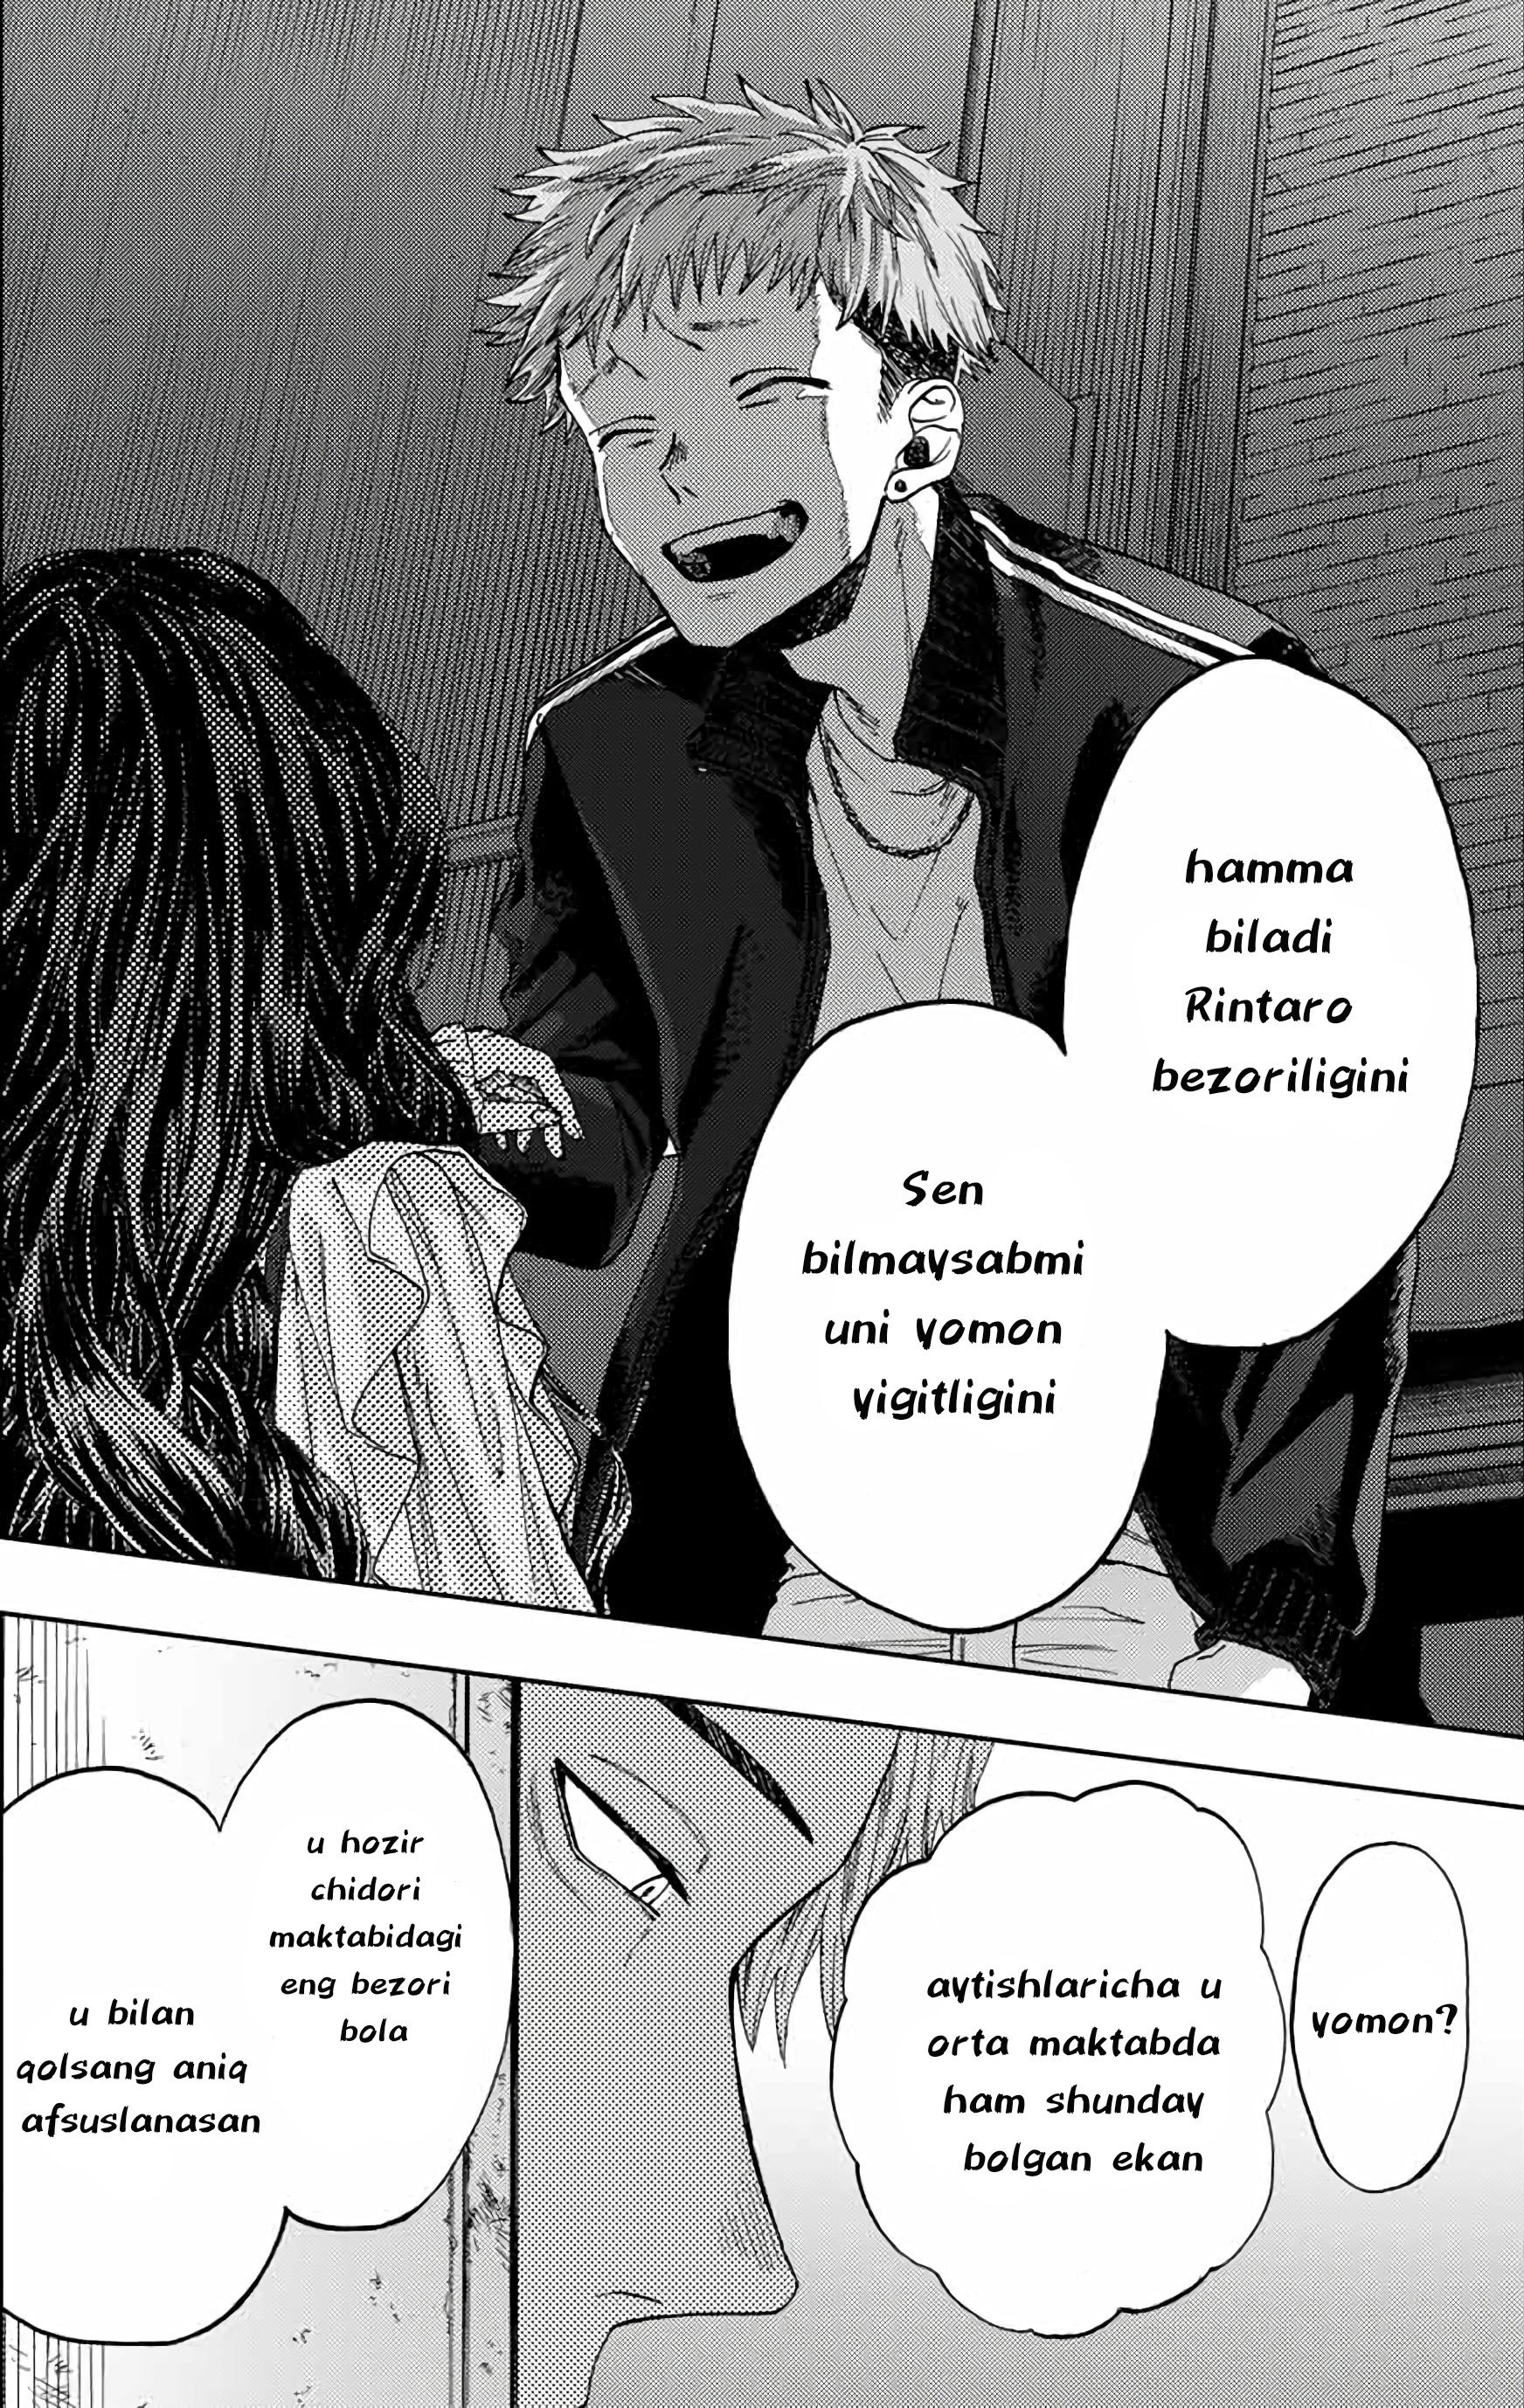 hamma
biladi
Rintaro
bezoriligini
Sen
bilmaysabmi
uni yomon
yigitligini
yomon?
aytishlaricha u
orta maktabda
ham shunday
bolgan ekan
u hozir
chidori
maktabidagi
eng bezori
bola
u bilan
qolsang aniq
afsuslanasan